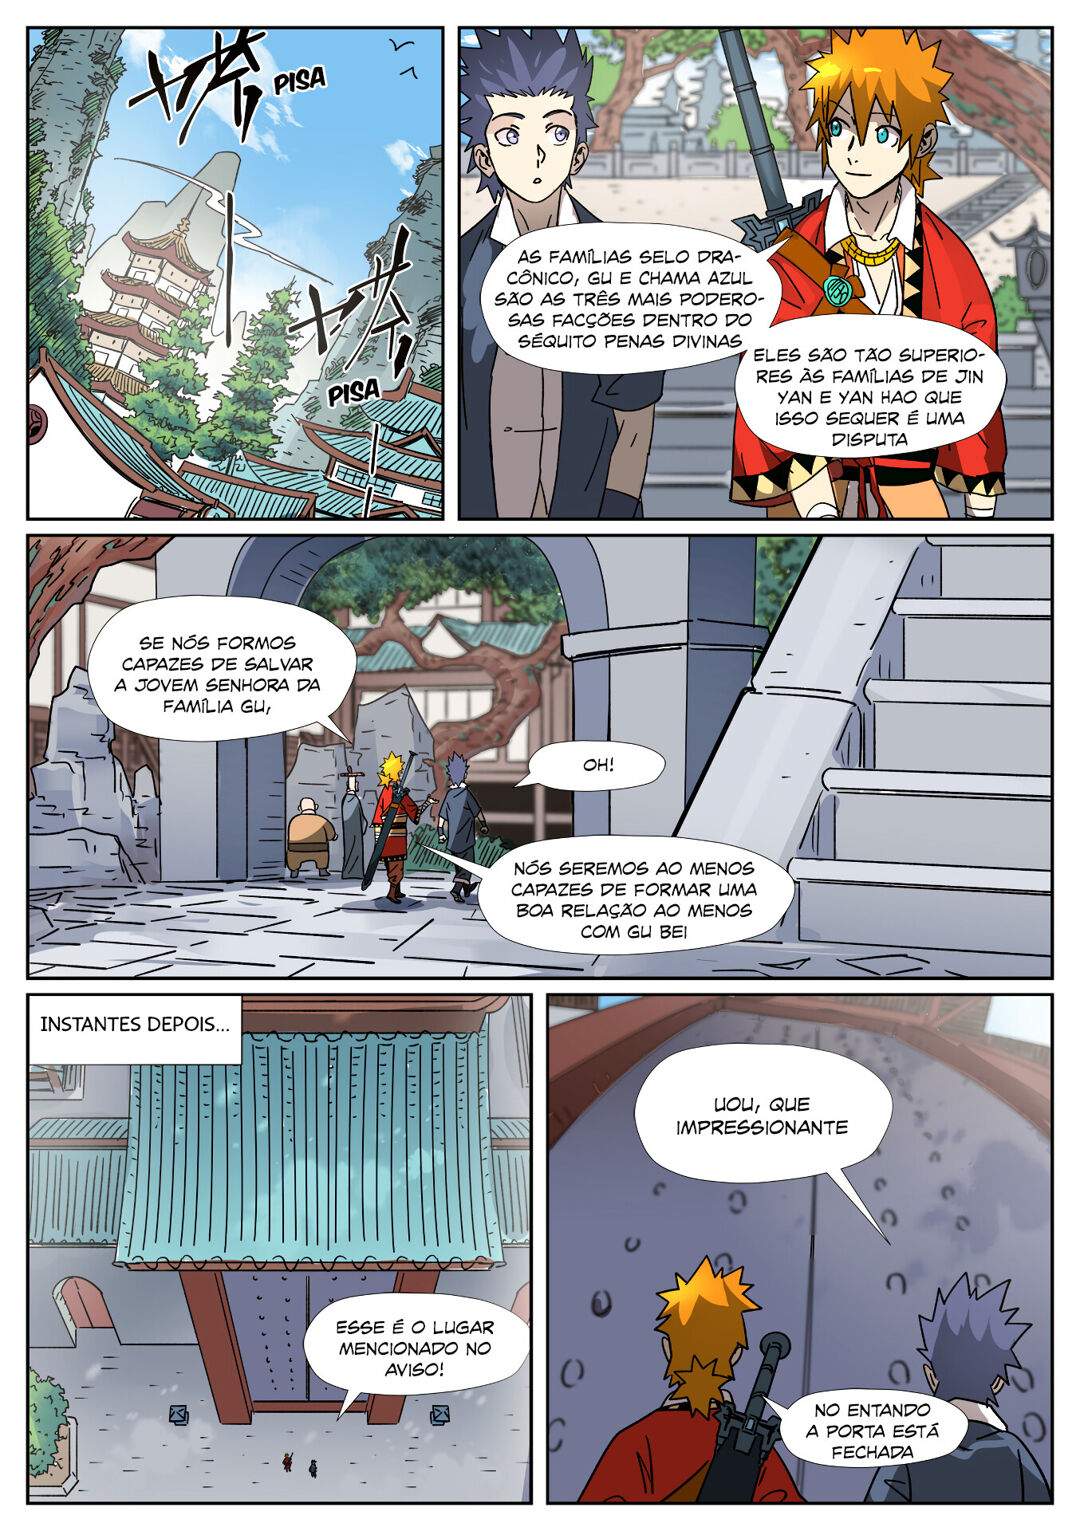 PISA
PISA
AS FAMÍLIAS SELO DRA-
CÔNICO, GU E CHAMA AZUL
SÃO AS TRÊS MAIS PODERO-
SAS FACÇÕES DENTRO DO
SÉQUITO PENAS DIVINAS
ELES SÃO TÃO SUPERIO-
RES ÀS FAMÍLIAS DE JIN
YAN E YAN HAO QUE
ISSO SEQUER É UMA
DISPUTA
SE NÓS FORMOS
CAPAZES DE SALVAR
A JOVEM SENHORA DA
FAMÍLIA GU,
OH!
NÓS SEREMOS AO MENOS
CAPAZES DE FORMAR UMA
BOA RELAÇÃO AO MENOS
COM GU BEI
INSTANTES DEPOIS...
ESSE É O LUGAR
MENCIONADO NO
AVISO!
UOU, QUE
IMPRESSIONANTE
NO ENTANDO
A PORTA ESTÁ
FECHADA